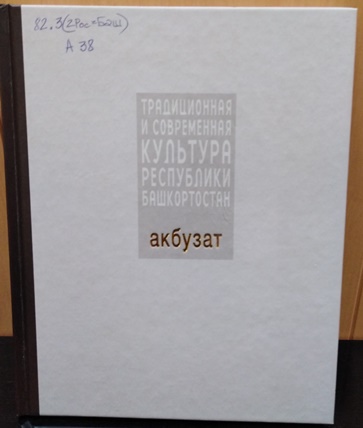 82.3(2Рос=Баш)
А 38
ТРАДИЦИОННАЯ
И СОВРЕМЕННАЯ
КУЛЬТУРА
РЕСПУБЛИКИ
БАШКОРТОСТАН
акбузат